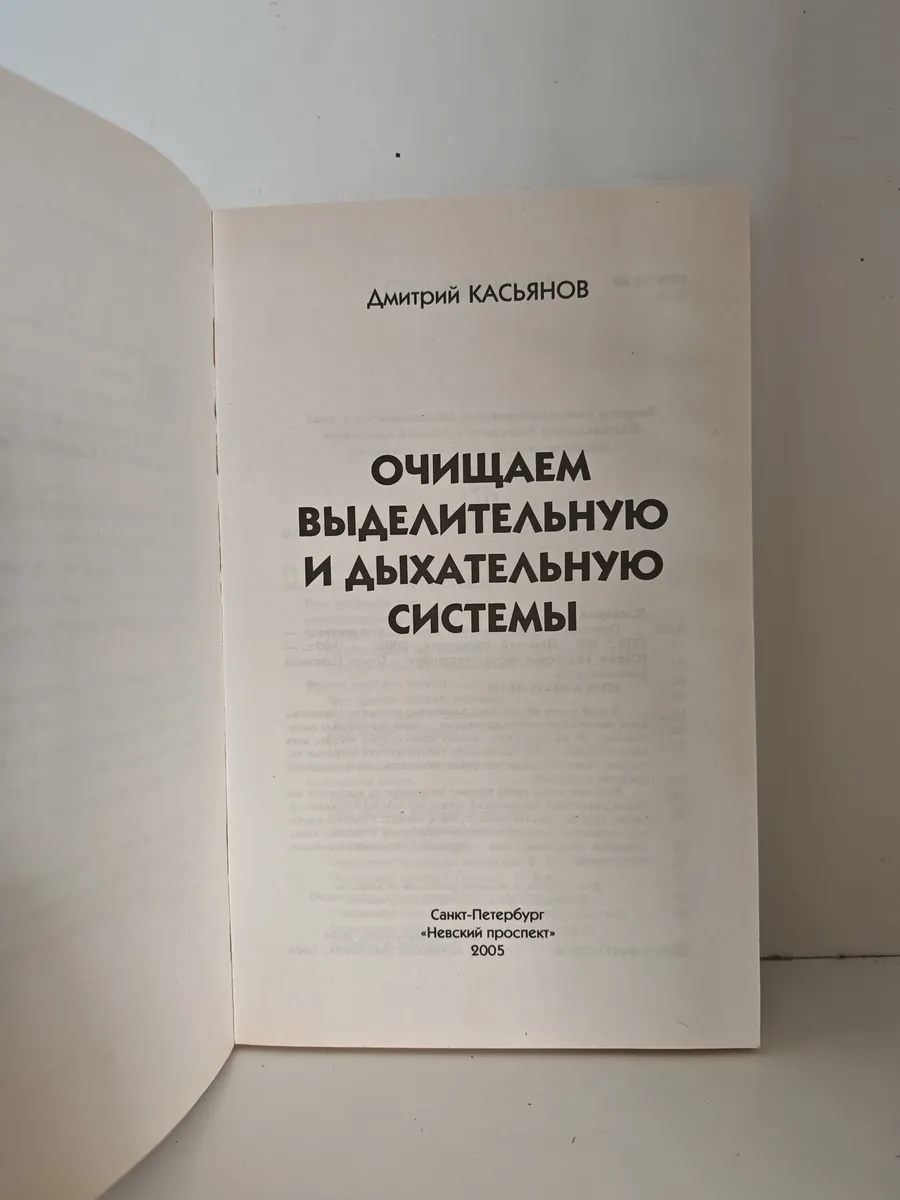 Дмитрий КАСЬЯНОВ
ОЧИЩАЕМ
ВЫДЕЛИТЕЛЬНУЮ
И ДЫХАТЕЛЬНУЮ
СИСТЕМЫ
Санкт-Петербург
«Невский проспект»
2005